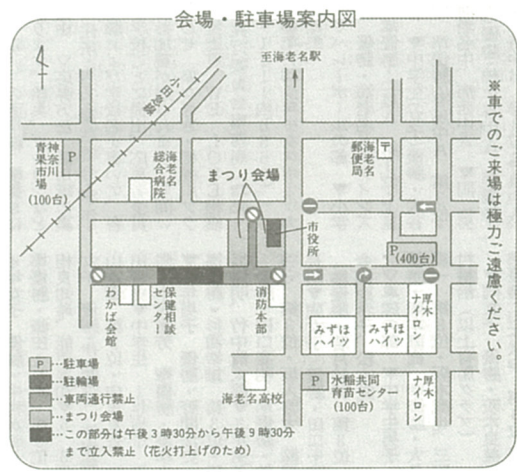 会場・駐車場案内図
至海老名駅
小田急線
神奈川
青果市場
(100台)
P
海老名
総合病院
まつり会場
海老名
郵便局
〒
市役所
P
(400台)
わかば会館
保健相談
センター
消防本部
みずほ
ハイツ
みずほ
ハイツ
厚木
ナイロン
厚木
ナイロン
海老名高校
P
水稲共同
育苗センター
(100台)
※車でのご来場は極力ご遠慮ください。
P…駐車場
…駐輪場
…車両通行禁止
…まつり会場
…この部分は午後3時30分から午後9時30分
まで立入禁止(花火打上げのため)